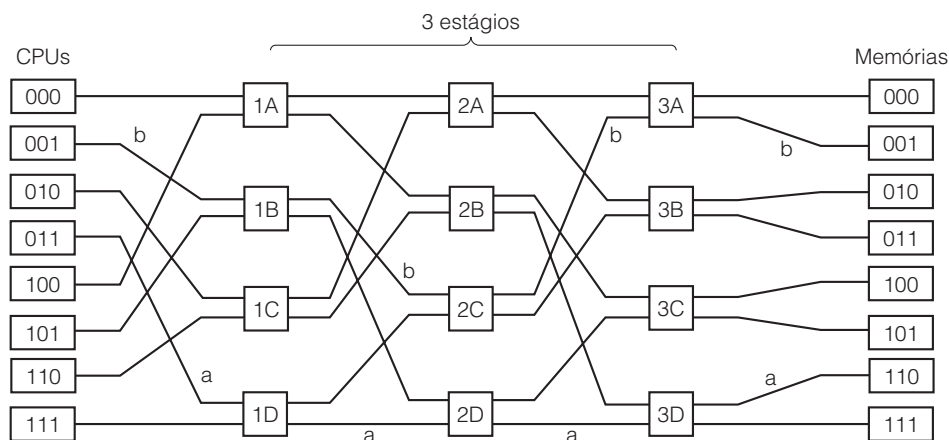 3 estágios
CPUs
Memórias
000 1A 2A 3A 000
b b b
001 001
010 1B 2B 3B 010
011 011
b
100 1C 2C 3C 100
101 101
110 a a 110
1D 2D 3D
111 a a 111